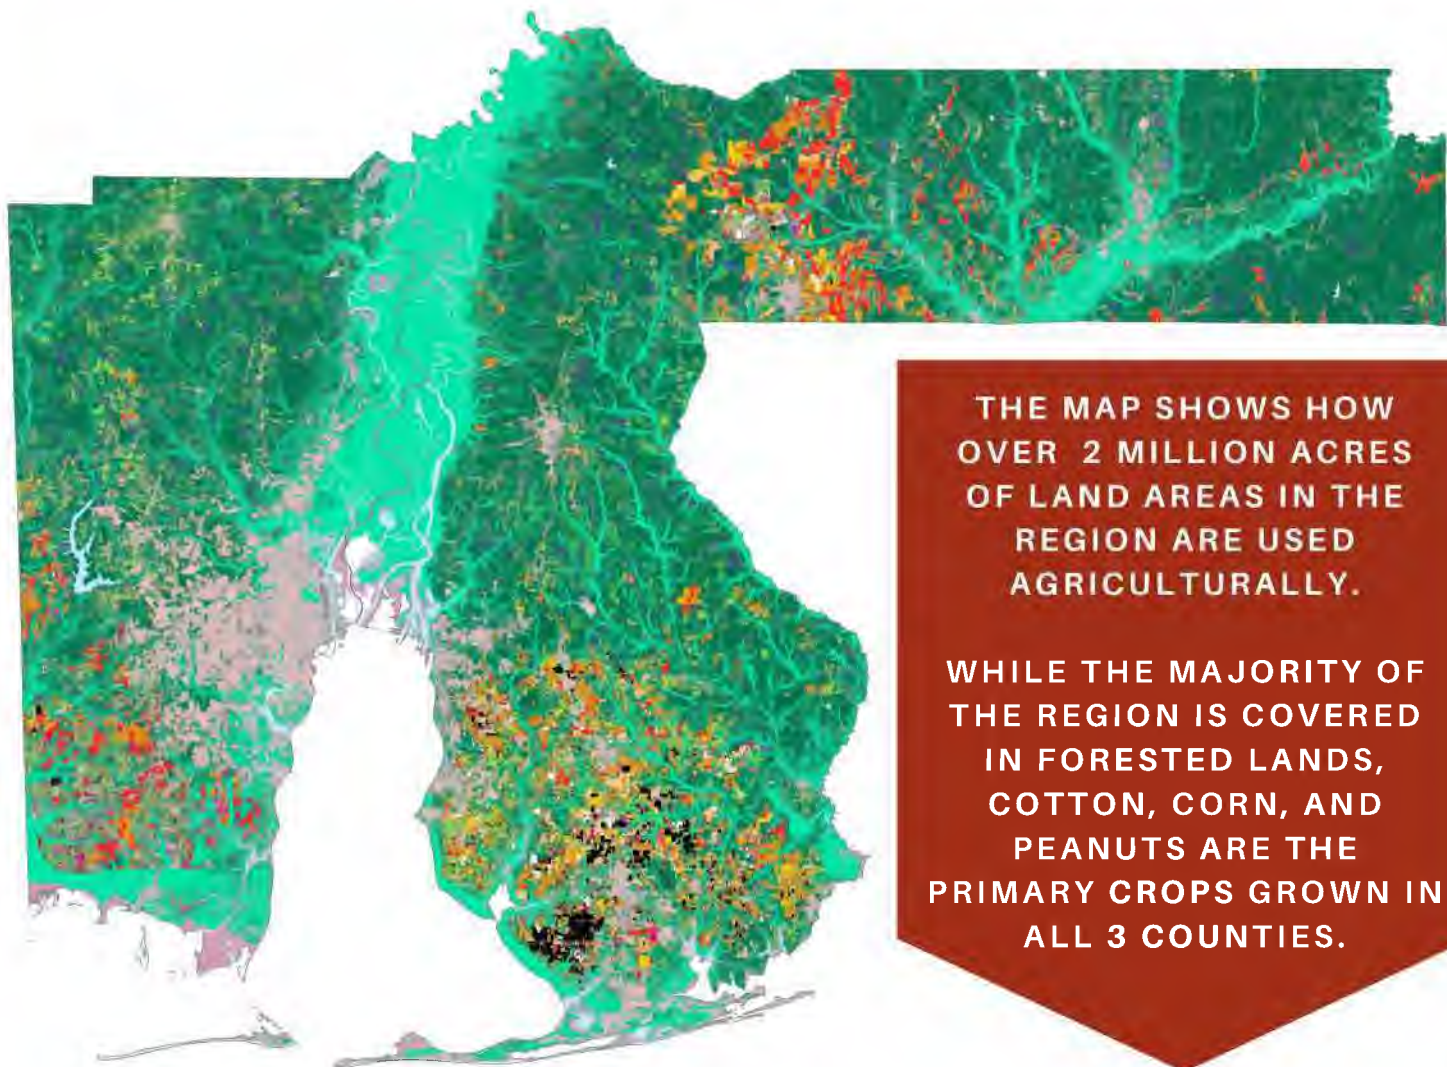 THE MAP SHOWS HOW
OVER 2 MILLION ACRES
OF LAND AREAS IN THE
REGION ARE USED
AGRICULTURALLY.
WHILE THE MAJORITY OF
THE REGION IS COVERED
IN FORESTED LANDS,
COTTON, CORN, AND
PEANUTS ARE THE
PRIMARY CROPS GROWN IN
ALL 3 COUNTIES.